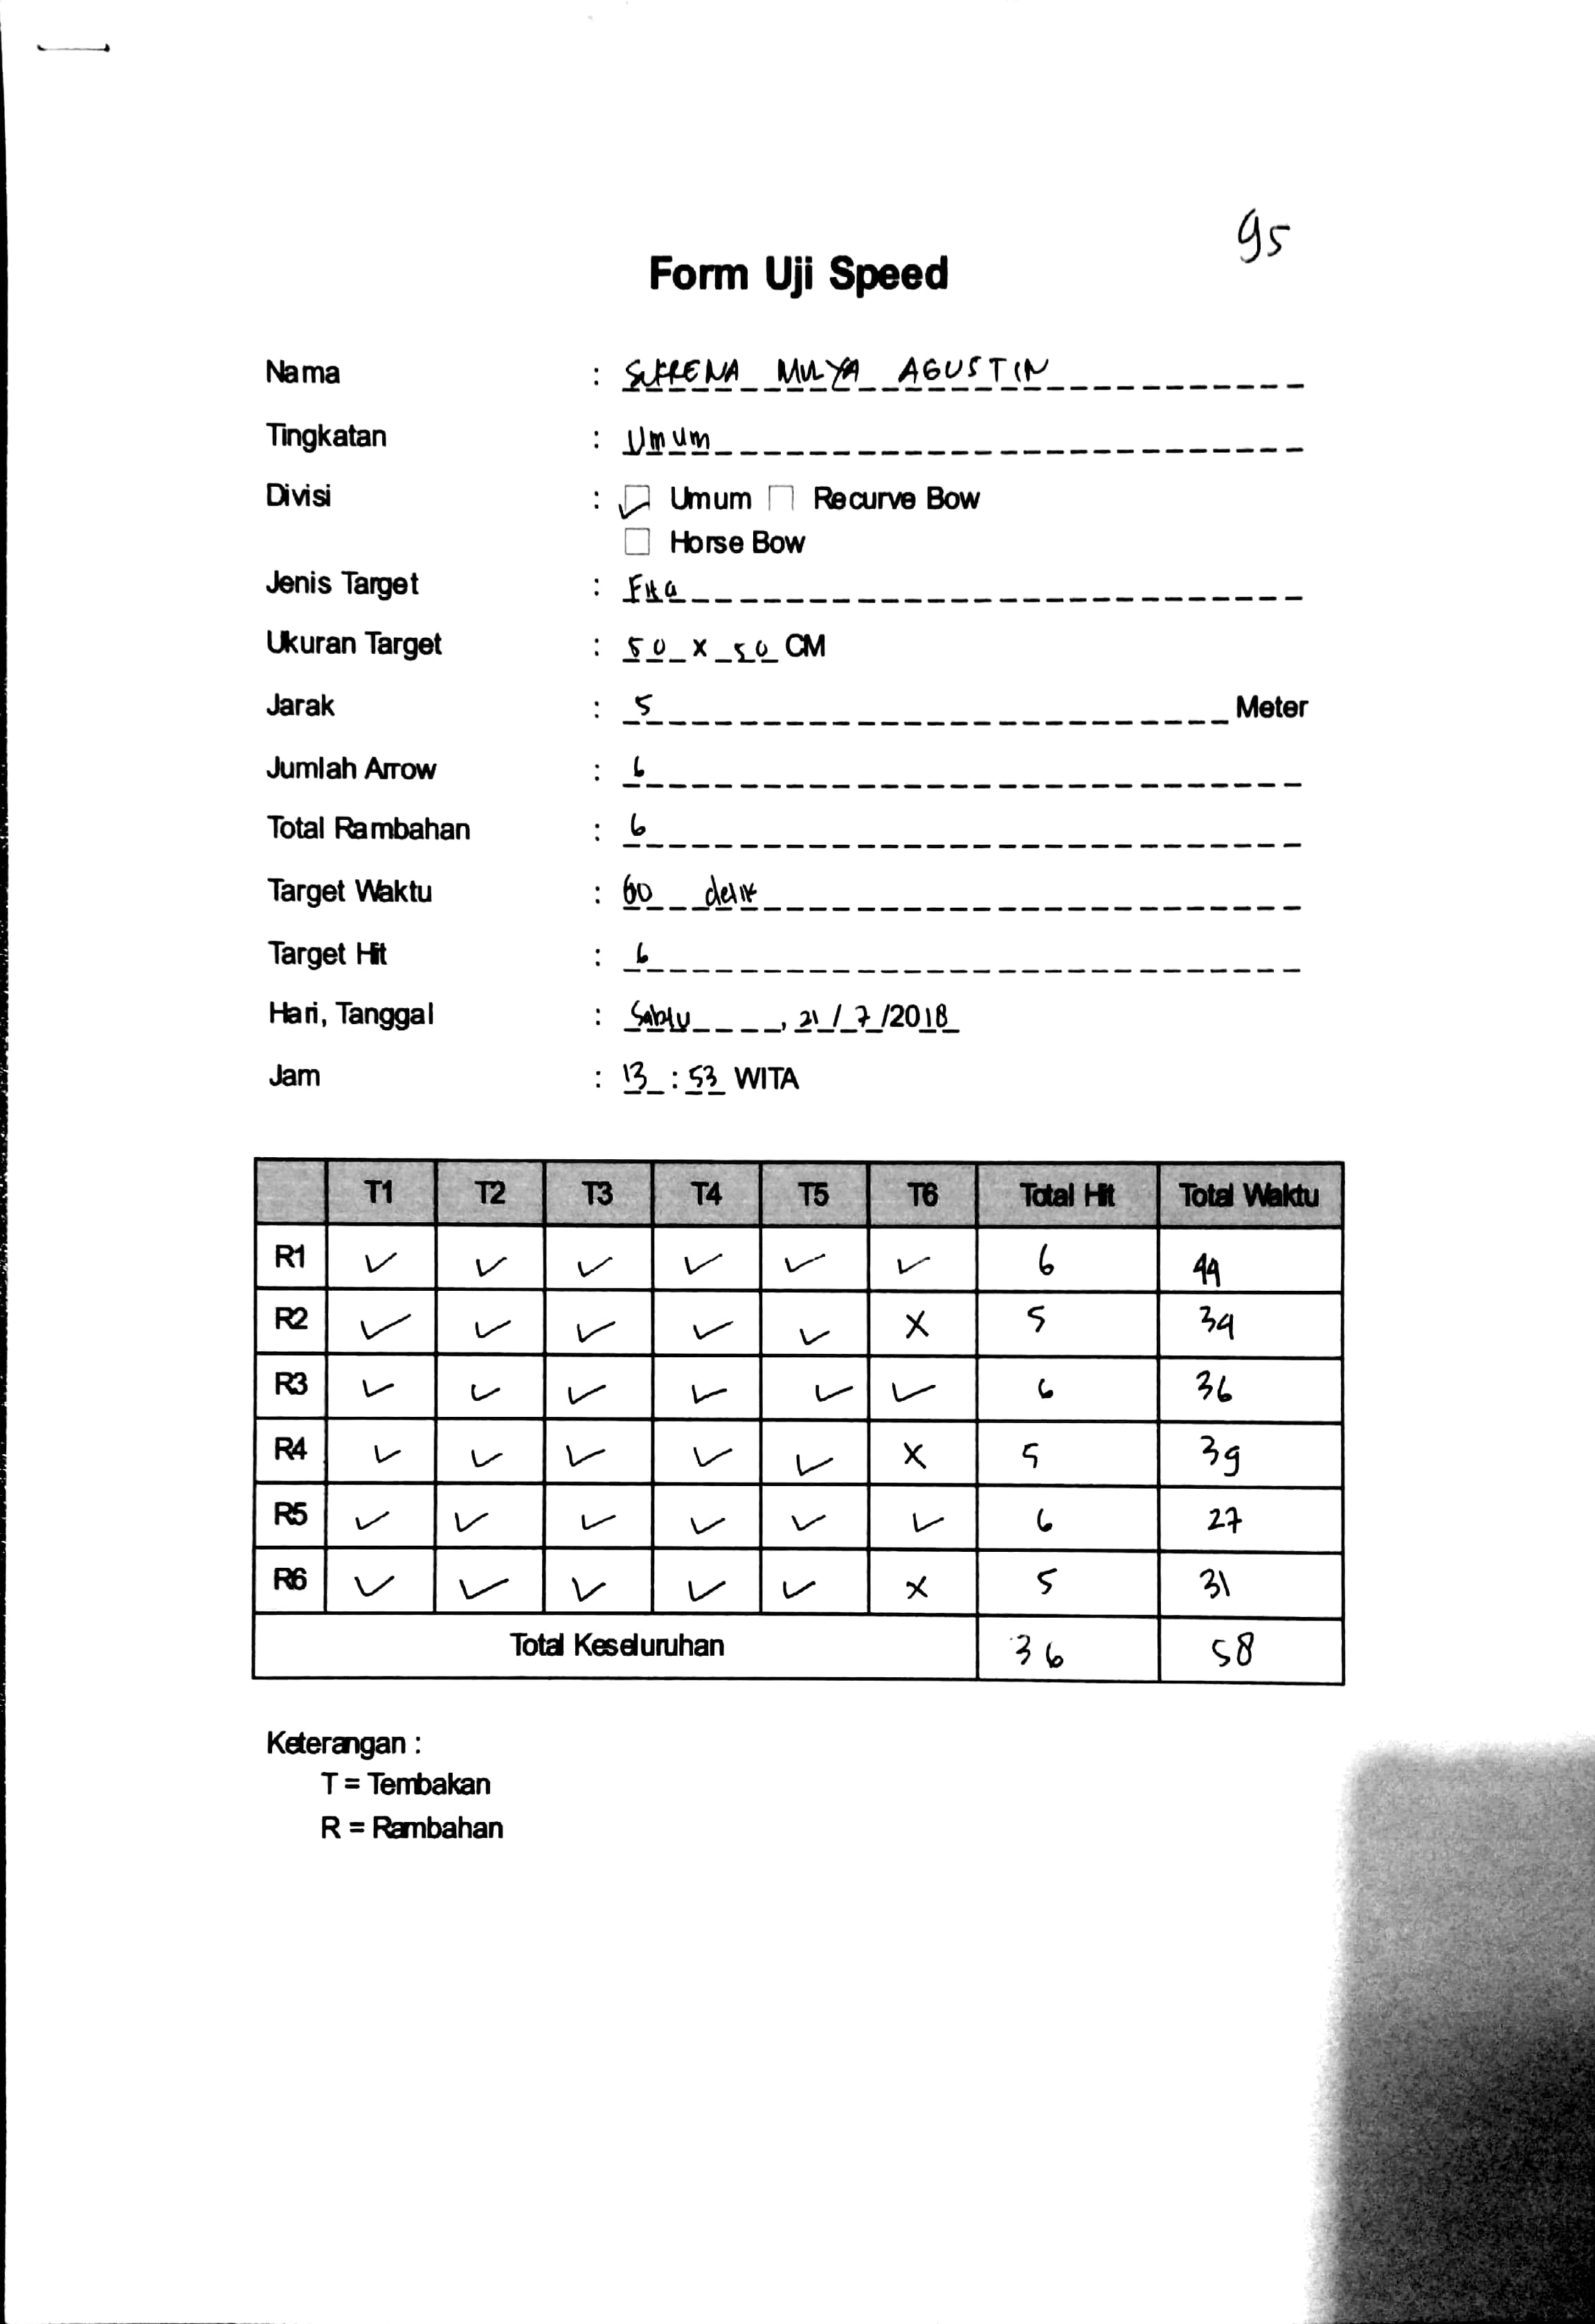 95
Form Uji Speed
Nama : MULYA AGUSTIN
Tingkatan : Umum
Divisi : Umum Recurve Bow
Horse Bow
Jenis Target : Fita
Ukuran Target : 50 x 50 CM
Jarak : 5 Meter
Jumlah Arrow : 6
Total Rambahan : 6
Target Waktu : 60 detik
Target Hit : 6
Hari, Tanggal : Sabtu, 21/7/2018
Jam : 13 : 53 WITA
T1 T2 T3 T4 T5 T6 Total Hit Total Waktu
R1 ✓ ✓ ✓ ✓ ✓ ✓ 6 44
R2 ✓ ✓ ✓ ✓ ✓ X 5 34
R3 ✓ ✓ ✓ ✓ ✓ ✓ 6 36
R4 ✓ ✓ ✓ ✓ ✓ X 5 39
R5 ✓ ✓ ✓ ✓ ✓ ✓ 6 27
R6 ✓ ✓ ✓ ✓ ✓ X 5 31
Total Keseluruhan 36 58
Keterangan :
T = Tembakan
R = Rambahan